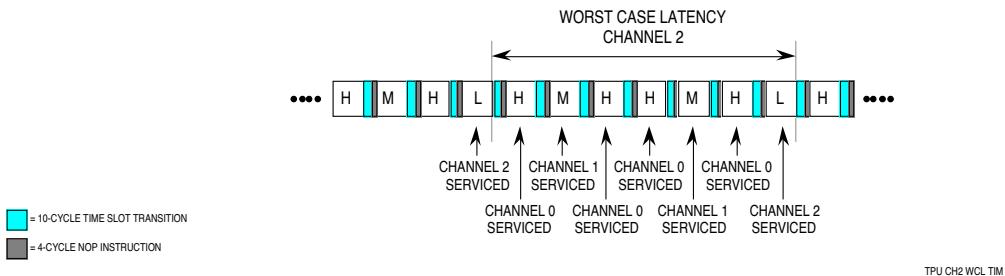 WORST CASE LATENCY
CHANNEL 2
H M H L H M H H M H L H
CHANNEL 2
SERVICED
CHANNEL 1
SERVICED
CHANNEL 0
SERVICED
CHANNEL 0
SERVICED
CHANNEL 0
SERVICED
CHANNEL 0
SERVICED
CHANNEL 1
SERVICED
CHANNEL 2
SERVICED
= 10-CYCLE TIME SLOT TRANSITION
= 4-CYCLE NOP INSTRUCTION
TPU CH2 WCL TIM